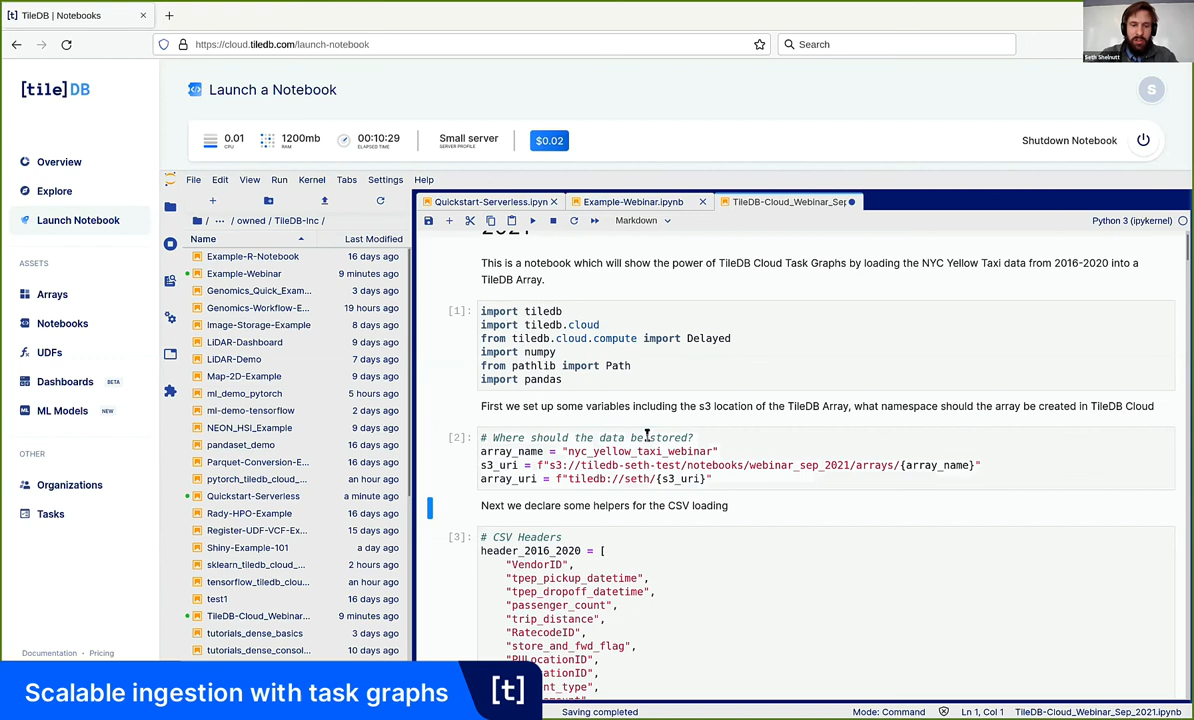 TileDB | Notebooks
https://cloud.tiledb.com/launch-notebook
Search
Seth Shelnutt
[tile]DB
Launch a Notebook
S
0.01
CPU
1200mb
RAM
00:10:29
ELAPSED TIME
Small server
SERVER PROFILE
$0.02
Shutdown Notebook
Overview
Explore
Launch Notebook
ASSETS
Arrays
Notebooks
UDFs
Dashboards BETA
ML Models NEW
OTHER
Organizations
Tasks
Documentation - Pricing
File Edit View Run Kernel Tabs Settings Help
/ ··· / owned / TileDB-Inc /
Name Last Modified
Example-R-Notebook 16 days ago
Example-Webinar 9 minutes ago
Genomics_Quick_Exam... 3 days ago
Genomics-Workflow-E... 19 hours ago
Image-Storage-Example 8 days ago
LiDAR-Dashboard 9 days ago
LiDAR-Demo 7 days ago
Map-2D-Example 9 days ago
ml_demo_pytorch 5 hours ago
ml-demo-tensorflow 2 days ago
NEON_HSI_Example 9 days ago
pandaset_demo 16 days ago
Parquet-Conversion-E... 16 days ago
pytorch_tiledb_cloud_... an hour ago
Quickstart-Serverless a minute ago
Rady-HPO-Example 16 days ago
Register-UDF-VCF-Ex... 15 days ago
Shiny-Example-101 a day ago
sklearn_tiledb_cloud_... 2 hours ago
tensorflow_tiledb_clou... an hour ago
test1 16 days ago
TileDB-Cloud_Webinar... 9 minutes ago
tutorials_dense_basics 3 days ago
tutorials_dense_consol... 10 days ago
Quickstart-Serverless.ipyn Example-Webinar.ipynb TileDB-Cloud_Webinar_Sep
Markdown Python 3 (ipykernel)
2021
This is a notebook which will show the power of TileDB Cloud Task Graphs by loading the NYC Yellow Taxi data from 2016-2020 into a
TileDB Array.
[1]: import tiledb
import tiledb.cloud
from tiledb.cloud.compute import Delayed
import numpy
from pathlib import Path
import pandas
First we set up some variables including the s3 location of the TileDB Array, what namespace should the array be created in TileDB Cloud
[2]: # Where should the data be stored?
array_name = "nyc_yellow_taxi_webinar"
s3_uri = f"s3://tiledb-seth-test/notebooks/webinar_sep_2021/arrays/{array_name}"
array_uri = f"tiledb://seth/{s3_uri}"
Next we declare some helpers for the CSV loading
[3]: # CSV Headers
header_2016_2020 = [
"VendorID",
"tpep_pickup_datetime",
"tpep_dropoff_datetime",
"passenger_count",
"trip_distance",
"RatecodeID",
"store_and_fwd_flag",
"PULocationID",
Saving completed Mode: Command Ln 1, Col 1 TileDB-Cloud_Webinar_Sep_2021.ipynb
Scalable ingestion with task graphs [t]